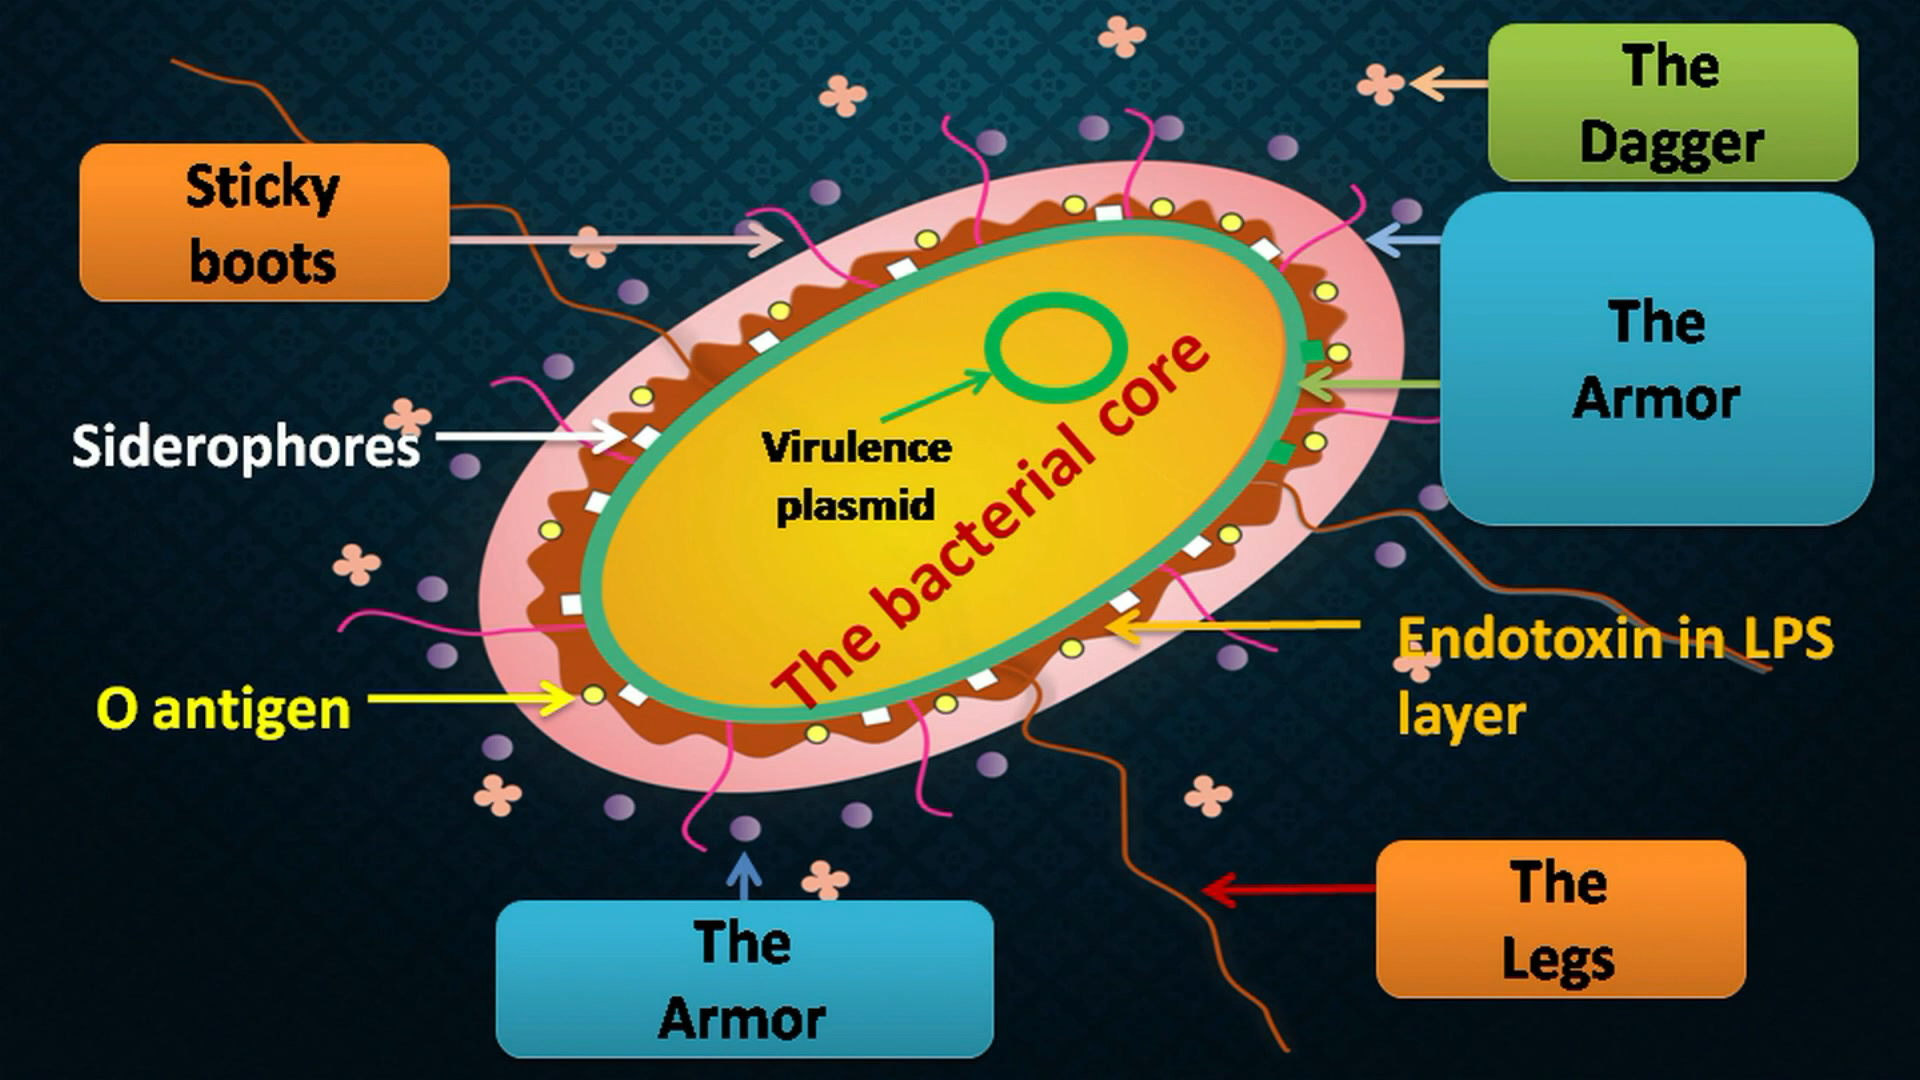 The
Dagger
Sticky
boots
The
Armor
Siderophores
Virulence
plasmid
The bacterial core
Endotoxin in LPS
layer
O antigen
The
Legs
The
Armor